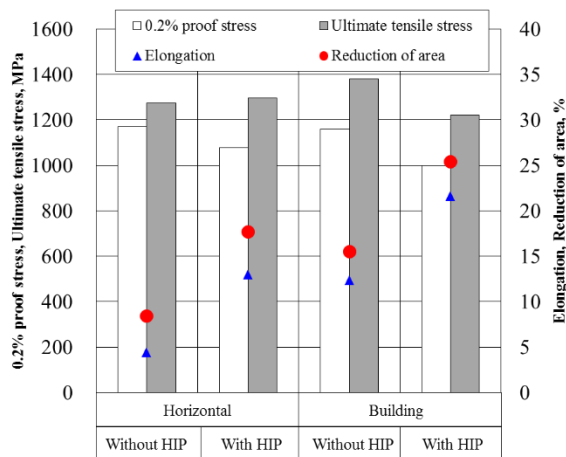 0.2% proof stress
Ultimate tensile stress
Elongation
Reduction of area
0.2% proof stress, Ultimate tensile stress, MPa
1600
1400
1200
1000
800
600
400
200
0
40
35
30
25
20
15
10
5
0
Elongation, Reduction of area, %
Horizontal
Building
Without HIP
With HIP
Without HIP
With HIP